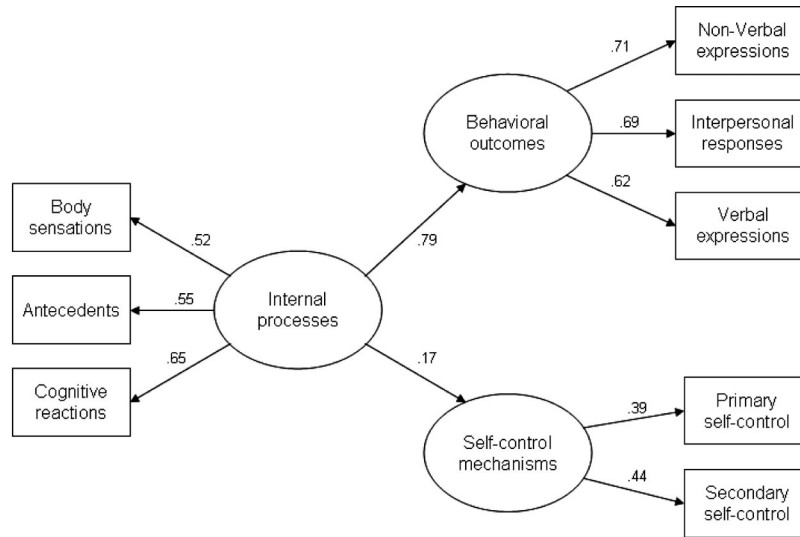 Non-Verbal
expressions
.71
Behavioral
outcomes
.69
Interpersonal
responses
.62
Verbal
expressions
Body
sensations
.52
.79
Antecedents
.55
Internal
processes
.65
.17
Cognitive
reactions
Primary
self-control
.39
Self-control
mechanisms
.44
Secondary
self-control